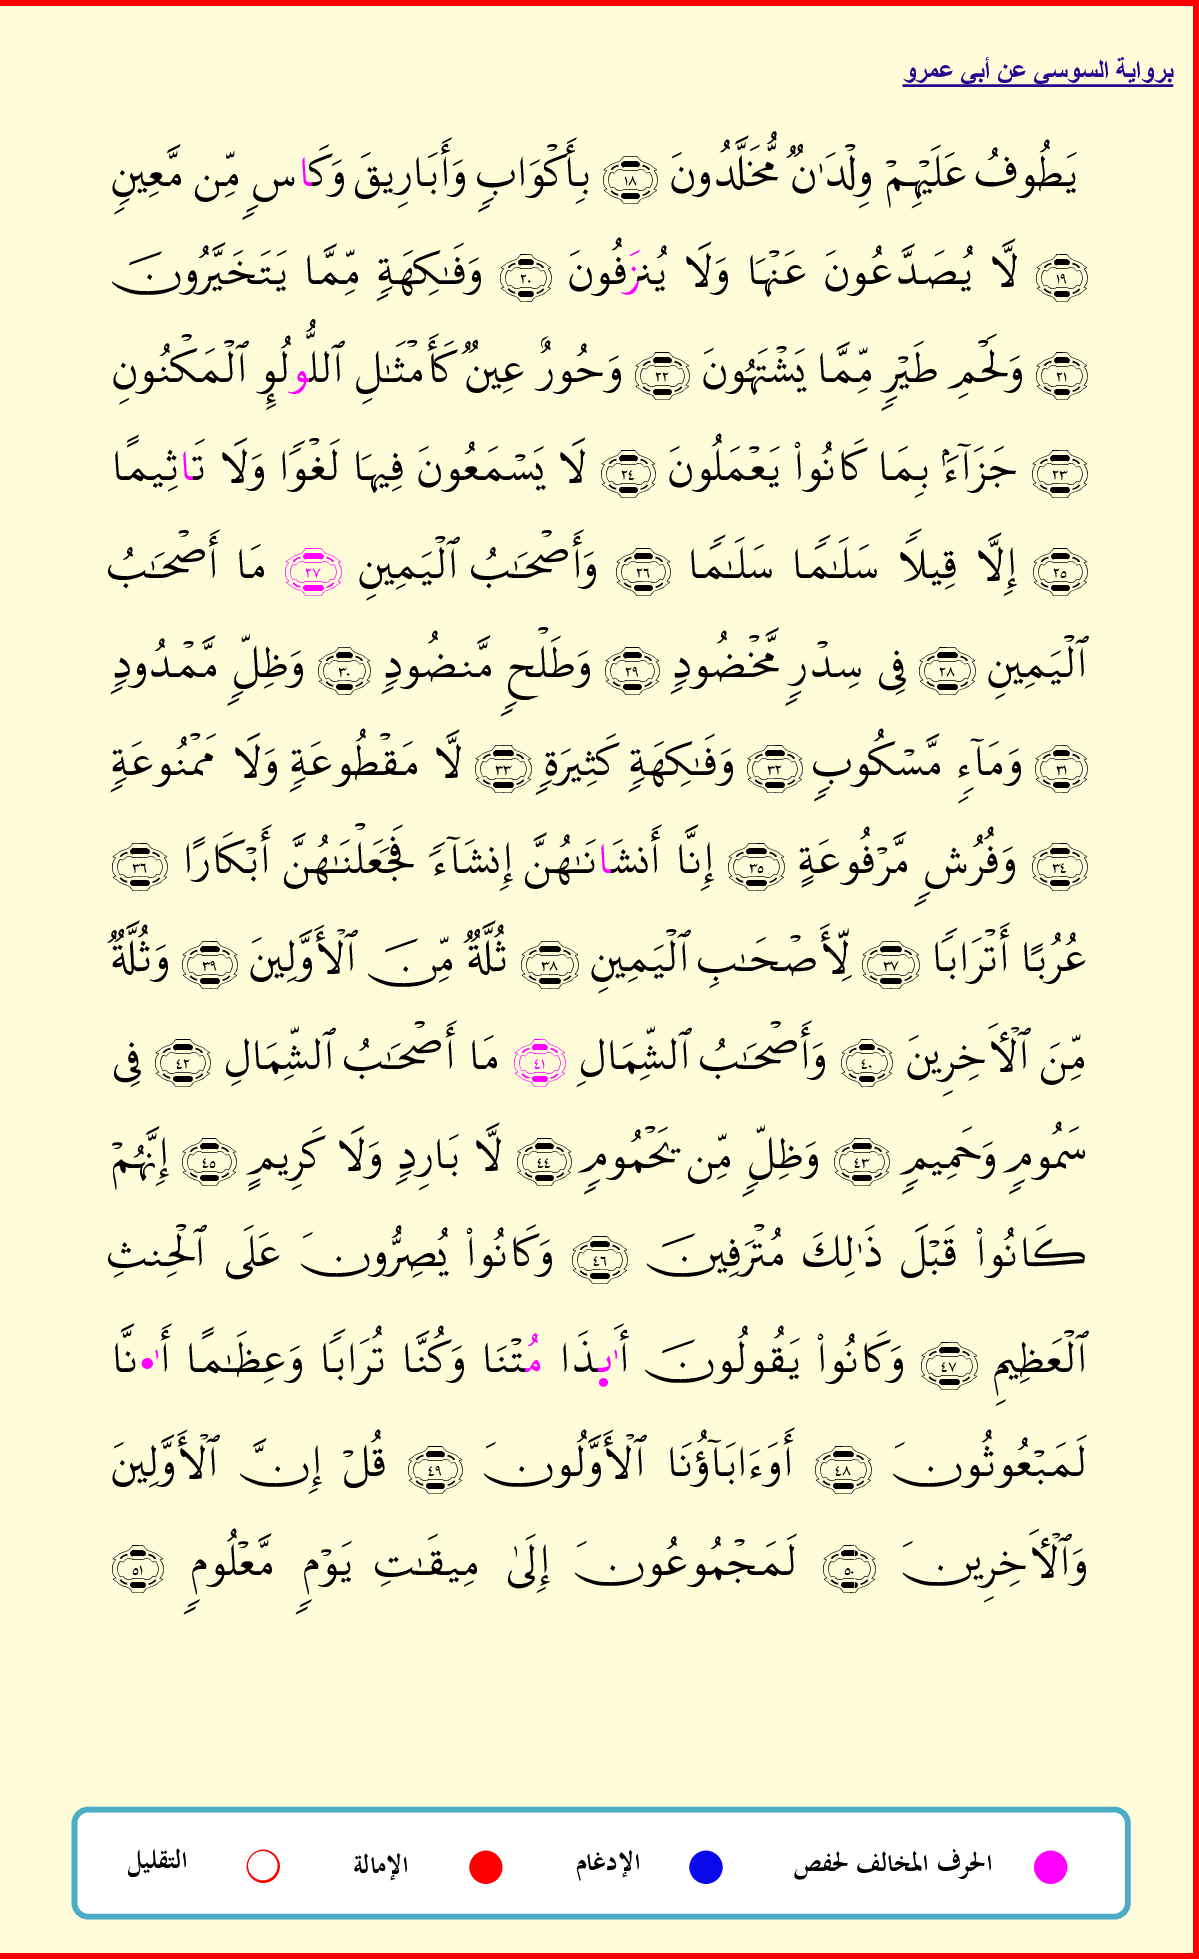 برواية السوسي عن أبي عمرو
يَطُوفُ عَلَيْهِمْ وِلْدَٰنٌ مُّخَلَّدُونَ ١٨ بِأَكْوَابٍ وَأَبَارِيقَ وَكَاسٍ مِّن مَّعِينٍ
١٩ لَّا يُصَدَّعُونَ عَنْهَا وَلَا يُنزَفُونَ ٢٠ وَفَٰكِهَةٍ مِّمَّا يَتَخَيَّرُونَ
٢١ وَلَحْمِ طَيْرٍ مِّمَّا يَشْتَهُونَ ٢٢ وَحُورٌ عِينٌ كَأَمْثَٰلِ ٱللُّولُؤِ ٱلْمَكْنُونِ
٢٣ جَزَآءًۢ بِمَا كَانُوا۟ يَعْمَلُونَ ٢٤ لَا يَسْمَعُونَ فِيهَا لَغْوًا وَلَا تَاثِيمًا
٢٥ إِلَّا قِيلًا سَلَٰمًا سَلَٰمًا ٢٦ وَأَصْحَٰبُ ٱلْيَمِينِ ٢٧ مَا أَصْحَٰبُ
ٱلْيَمِينِ ٢٨ فِى سِدْرٍ مَّخْضُودٍ ٢٩ وَطَلْحٍ مَّنضُودٍ ٣٠ وَظِلٍّ مَّمْدُودٍ
٣١ وَمَآءٍ مَّسْكُوبٍ ٣٢ وَفَٰكِهَةٍ كَثِيرَةٍ ٣٣ لَّا مَقْطُوعَةٍ وَلَا مَمْنُوعَةٍ
٣٤ وَفُرُشٍ مَّرْفُوعَةٍ ٣٥ إِنَّا أَنشَانَٰهُنَّ إِنشَآءً فَجَعَلْنَٰهُنَّ أَبْكَارًا ٣٦
عُرُبًا أَتْرَابًا ٣٧ لِّأَصْحَٰبِ ٱلْيَمِينِ ٣٨ ثُلَّةٌ مِّنَ ٱلْأَوَّلِينَ ٣٩ وَثُلَّةٌ
مِّنَ ٱلْأَخِرِينَ ٤٠ وَأَصْحَٰبُ ٱلشِّمَالِ ٤١ مَا أَصْحَٰبُ ٱلشِّمَالِ ٤٢ فِى
سَمُومٍ وَحَمِيمٍ ٤٣ وَظِلٍّ مِّن يَحْمُومٍ ٤٤ لَّا بَارِدٍ وَلَا كَرِيمٍ ٤٥ إِنَّهُمْ
كَانُوا۟ قَبْلَ ذَٰلِكَ مُتْرَفِينَ ٤٦ وَكَانُوا۟ يُصِرُّونَ عَلَى ٱلْحِنثِ
ٱلْعَظِيمِ ٤٧ وَكَانُوا۟ يَقُولُونَ أَٰى۪ذَا مُتْنَا وَكُنَّا تُرَابًا وَعِظَٰمًا أَٰ۬نَّا
لَمَبْعُوثُونَ ٤٨ أَوَءَابَآؤُنَا ٱلْأَوَّلُونَ ٤٩ قُلْ إِنَّ ٱلْأَوَّلِينَ
وَٱلْأَخِرِينَ ٥٠ لَمَجْمُوعُونَ إِلَىٰ مِيقَٰتِ يَوْمٍ مَّعْلُومٍ ٥١
الحرف المخالف لحفص الإدغام الإمالة التقليل